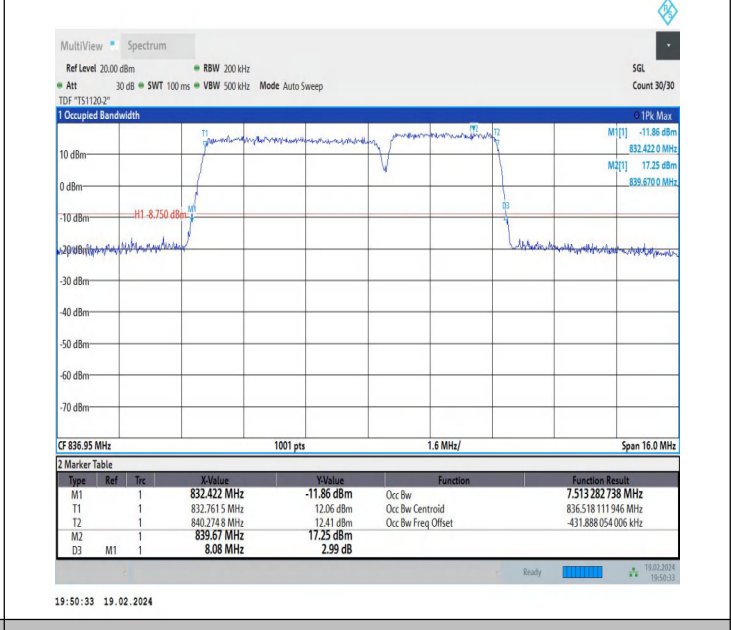 R&S
MultiView Spectrum
Ref Level 20.00 dBm RBW 200 kHz SGL
Att 30 dB SWT 100 ms VBW 500 kHz Mode Auto Sweep Count 30/30
TDF "TS1120-2"
1 Occupied Bandwidth 1Pk Max
M1[1] -11.86 dBm
832.422 0 MHz
M2[1] 17.25 dBm
839.670 0 MHz
T1
M2
T2
10 dBm
0 dBm
M1
D3
H1 -8.750 dBm
-10 dBm
-20 dBm
-30 dBm
-40 dBm
-50 dBm
-60 dBm
-70 dBm
CF 836.95 MHz 1001 pts 1.6 MHz/ Span 16.0 MHz
2 Marker Table
Type Ref Trc X-Value Y-Value Function Function Result
M1 1 832.422 MHz -11.86 dBm Occ Bw 7.513 282 738 MHz
T1 1 832.761 5 MHz 12.06 dBm Occ Bw Centroid 836.518 111 946 MHz
T2 1 840.274 8 MHz 12.41 dBm Occ Bw Freq Offset -431.888 054 006 kHz
M2 1 839.67 MHz 17.25 dBm
D3 M1 1 8.08 MHz 2.99 dB
Ready 19.02.2024
19:50:33
19:50:33 19.02.2024